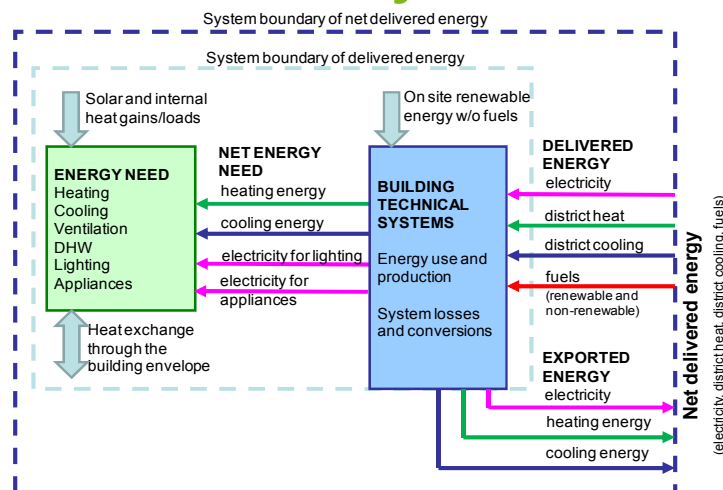 System boundary of net delivered energy
System boundary of delivered energy
Solar and internal
heat gains/loads
On site renewable
energy w/o fuels
ENERGY NEED
Heating
Cooling
Ventilation
DHW
Lighting
Appliances
NET ENERGY
NEED
heating energy
cooling energy
electricity for lighting
electricity for
appliances
BUILDING
TECHNICAL
SYSTEMS
Energy use and
production
System losses
and conversions
DELIVERED
ENERGY
electricity
district heat
district cooling
fuels
(renewable and
non-renewable)
Heat exchange
through the
building envelope
EXPORTED
ENERGY
electricity
heating energy
cooling energy
Net delivered energy
(electricity, district heat, district cooling, fuels)